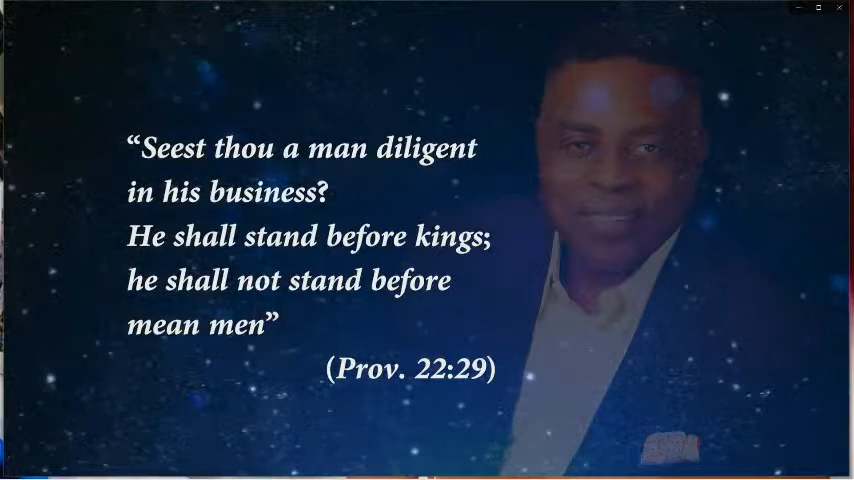 “Seest thou a man diligent
in his business?
He shall stand before kings;
he shall not stand before
mean men”
(Prov. 22:29)